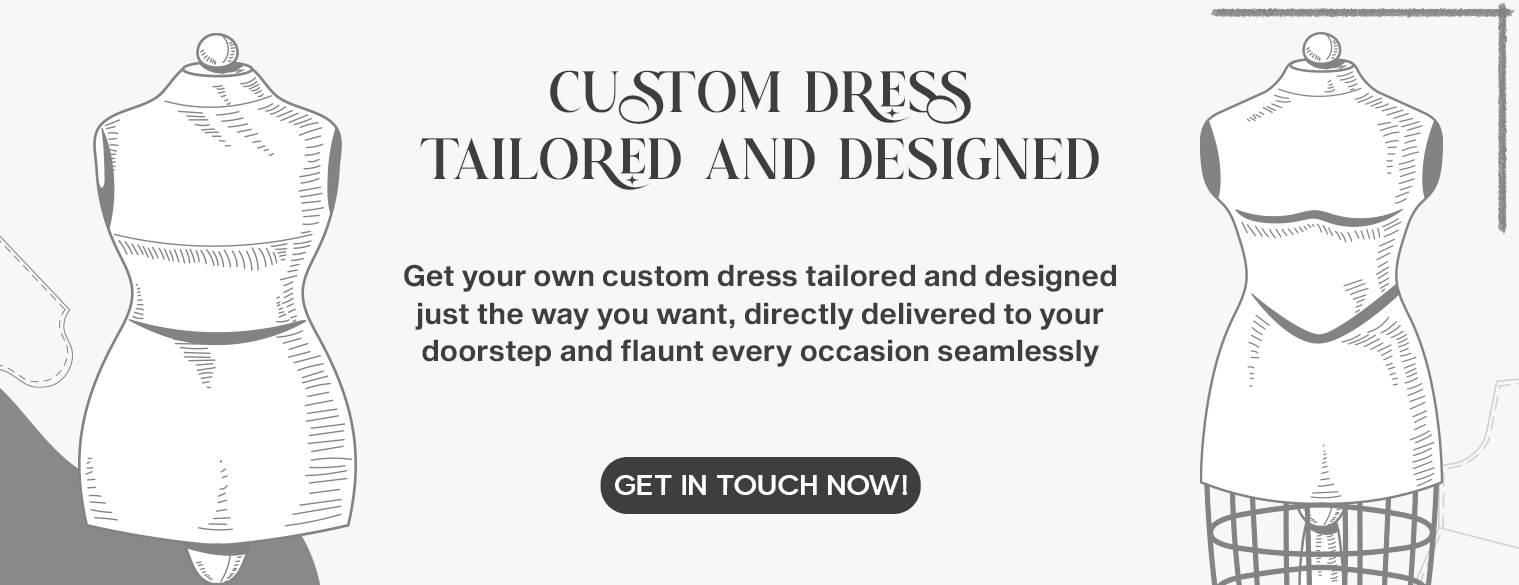 CUSTOM DRESS
TAILORED AND DESIGNED
Get your own custom dress tailored and designed
just the way you want, directly delivered to your
doorstep and flaunt every occasion seamlessly
GET IN TOUCH NOW!